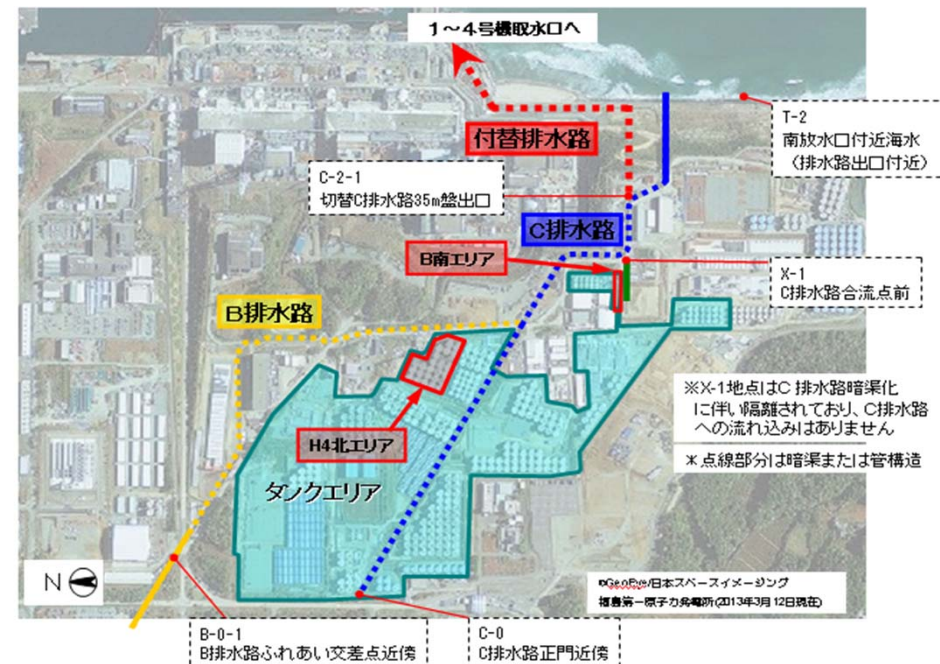 1～4号機取水口へ
付替排水路
T-2
南放水口付近海水
（排水路出口付近）
C-2-1
切替C排水路35m盤出口
C排水路
B南エリア
X-1
C排水路合流点前
B排水路
※X-1地点はC排水路暗渠化
に伴い隔離されており、C排水路
への流れ込みはありません
＊点線部分は暗渠または管構造
H4北エリア
タンクエリア
N
©GeoEye/日本スペースイメージング
福島第一原子力発電所(2013年3月12日現在)
B-0-1
B排水路ふれあい交差点近傍
C-0
C排水路正門近傍